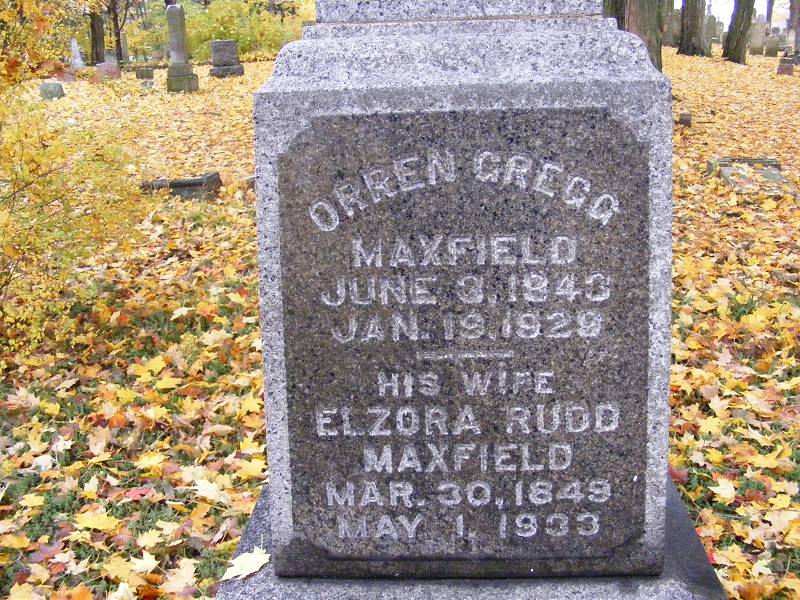 ORREN GREGG
MAXFIELD
JUNE 3, 1843
JAN. 19, 1929
HIS WIFE
ELZORA RUDD
MAXFIELD
MAR. 30, 1849
MAY 1, 1933